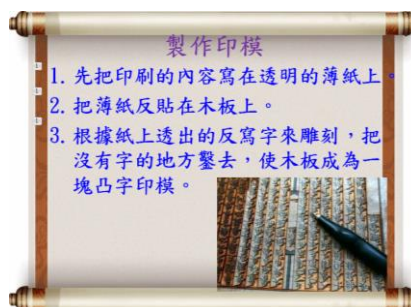 製作印模
1. 先把印刷的內容寫在透明的薄紙上。
2. 把薄紙反貼在木板上。
3. 根據紙上透出的反寫字來雕刻，把
沒有字的地方鑿去，使木板成為一
塊凸字印模。